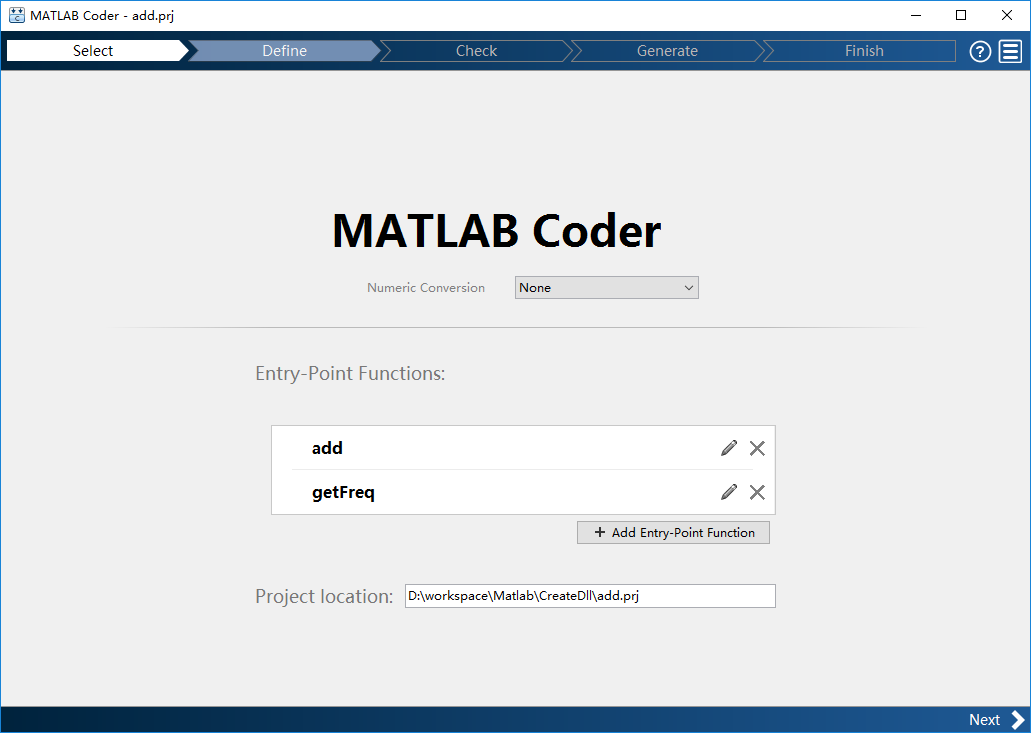 MATLAB Coder - add.prj
Select Define Check Generate Finish ?
MATLAB Coder
Numeric Conversion None
Entry-Point Functions:
add
getFreq
+ Add Entry-Point Function
Project location: D:\workspace\Matlab\CreateDll\add.prj
Next